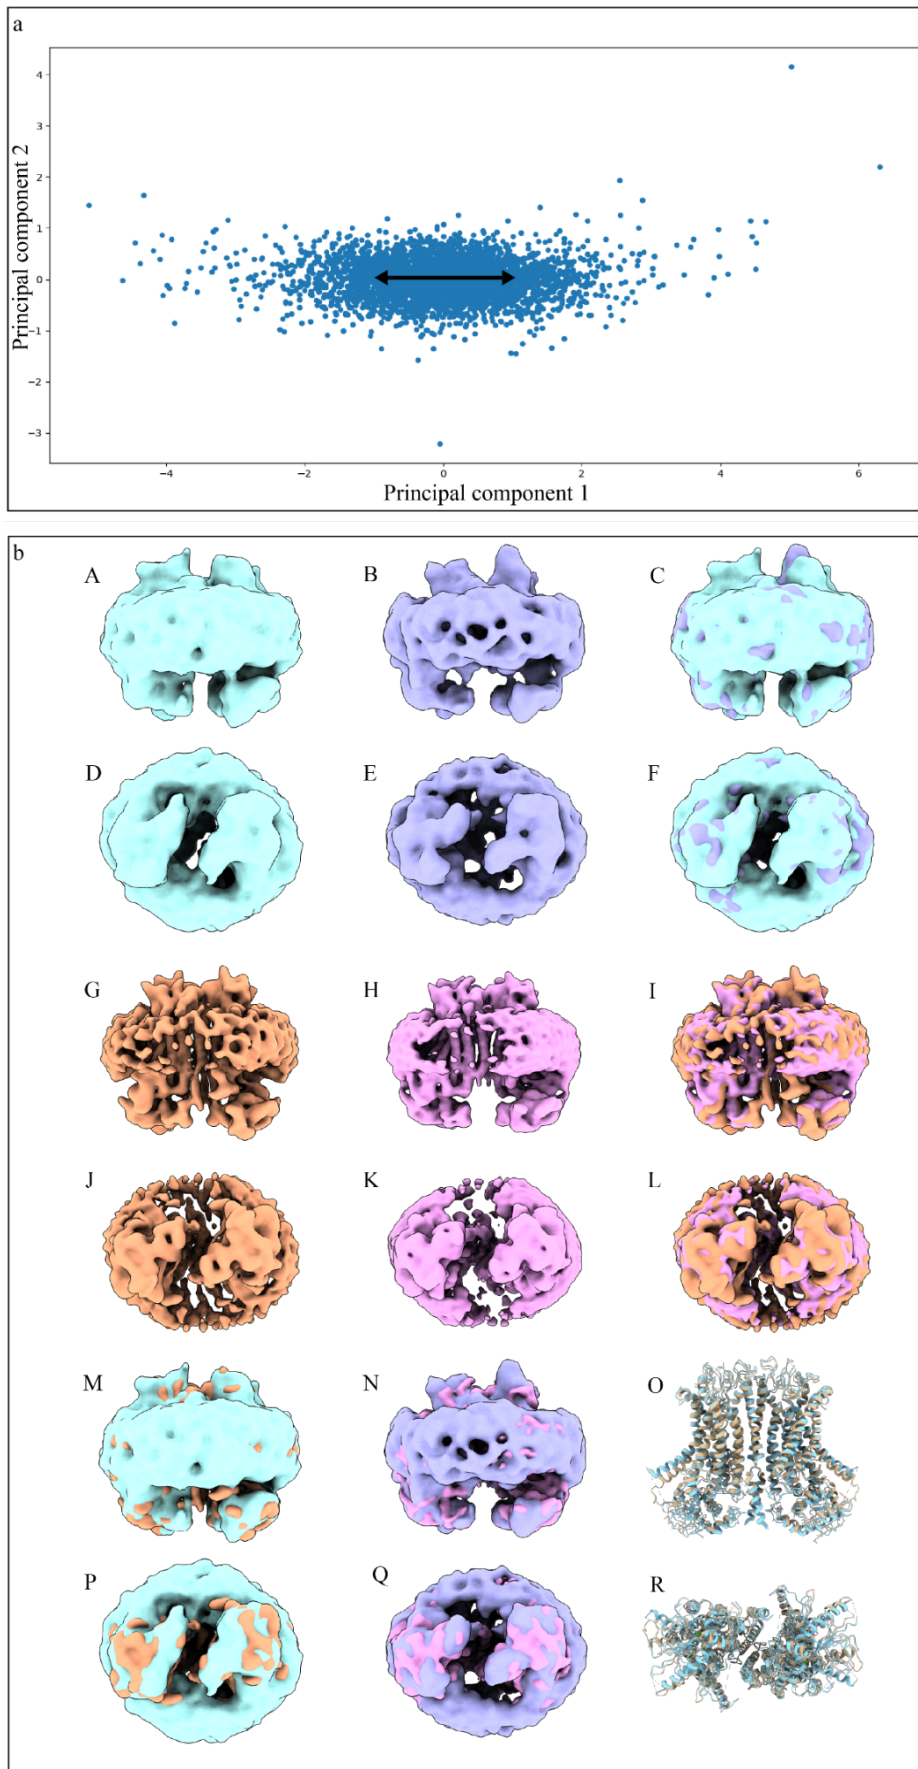 a
4
3
2
1
0
−1
−2
−3
Principal component 2
−4
−2
0
2
4
6
Principal component 1
b
A
B
C
D
E
F
G
H
I
J
K
L
M
N
O
P
Q
R